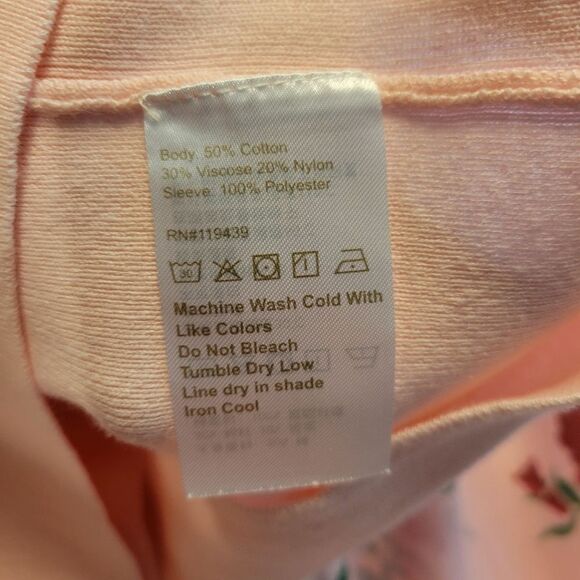 Body: 50% Cotton
30% Viscose 20% Nylon
Sleeve: 100% Polyester
RN#119439
30
Machine Wash Cold With
Like Colors
Do Not Bleach
Tumble Dry Low
Line dry in shade
Iron Cool